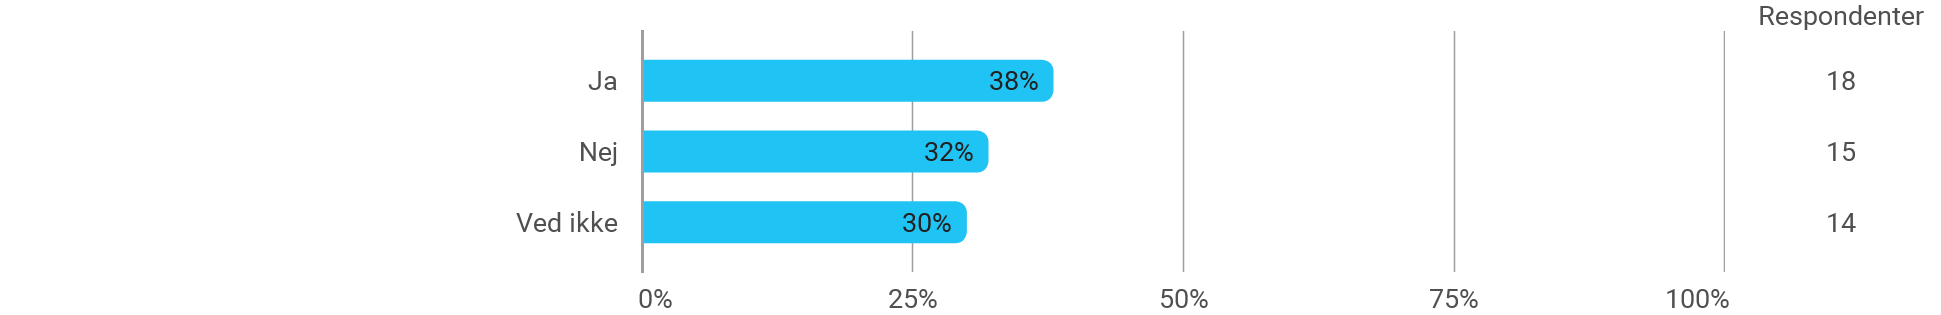 Respondenter
Ja 38% 18
Nej 32% 15
Ved ikke 30% 14
0% 25% 50% 75% 100%